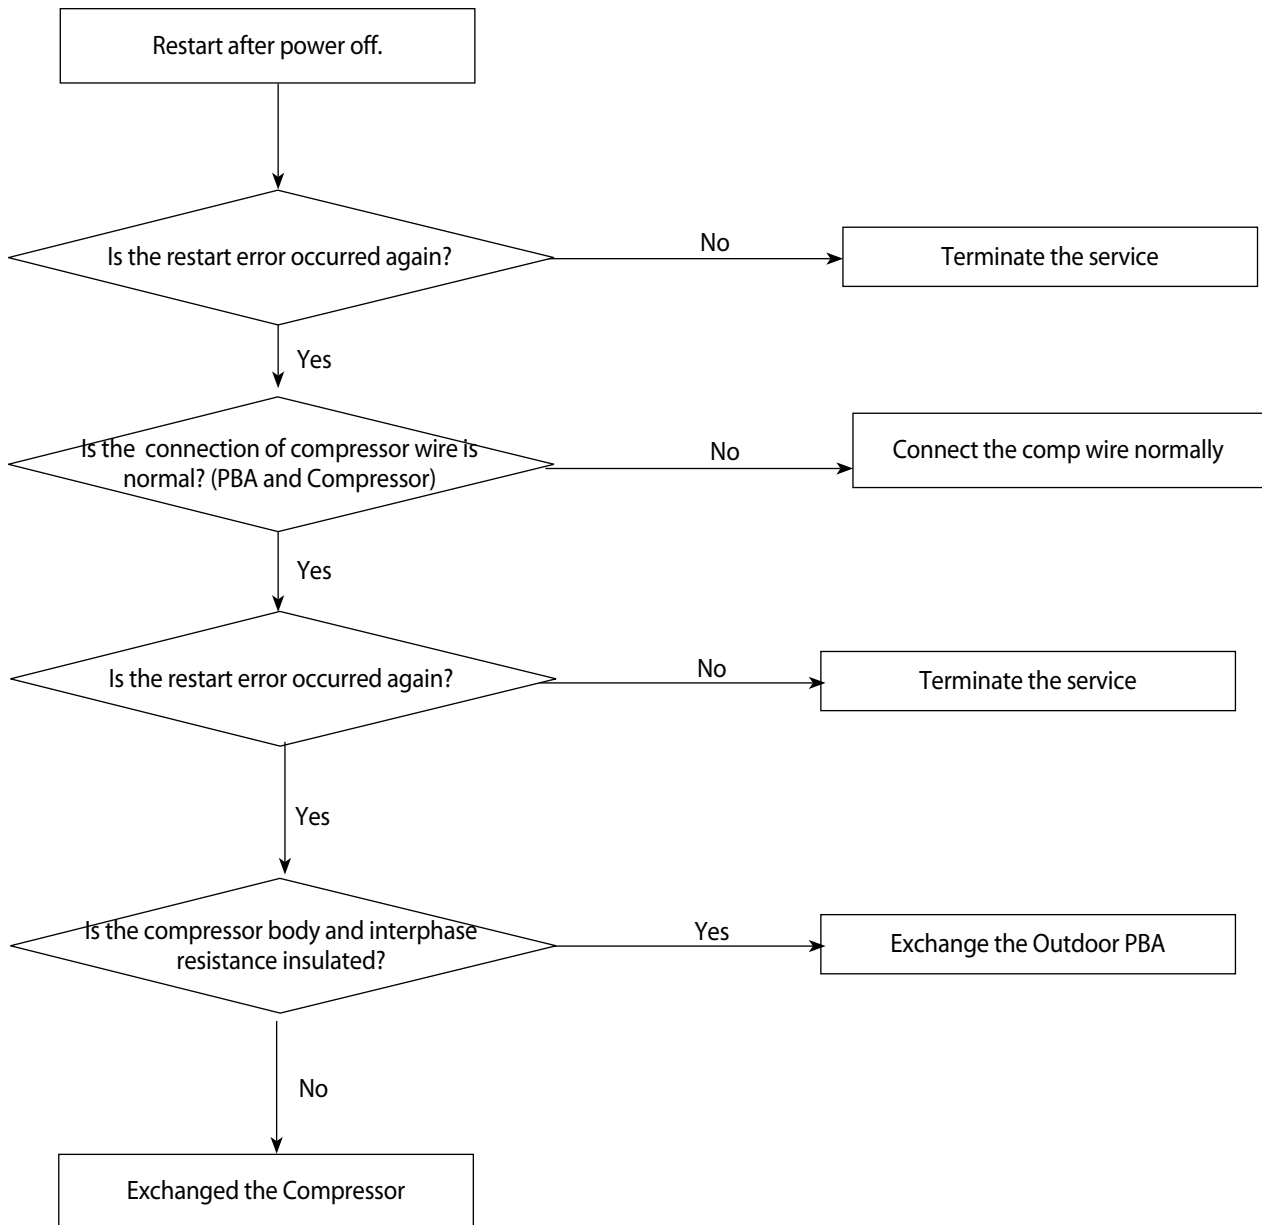 Restart after power off.
Is the restart error occurred again?
No
Terminate the service
Yes
Is the connection of compressor wire is
normal? (PBA and Compressor)
No
Connect the comp wire normally
Yes
Is the restart error occurred again?
No
Terminate the service
Yes
Is the compressor body and interphase
resistance insulated?
Yes
Exchange the Outdoor PBA
No
Exchanged the Compressor